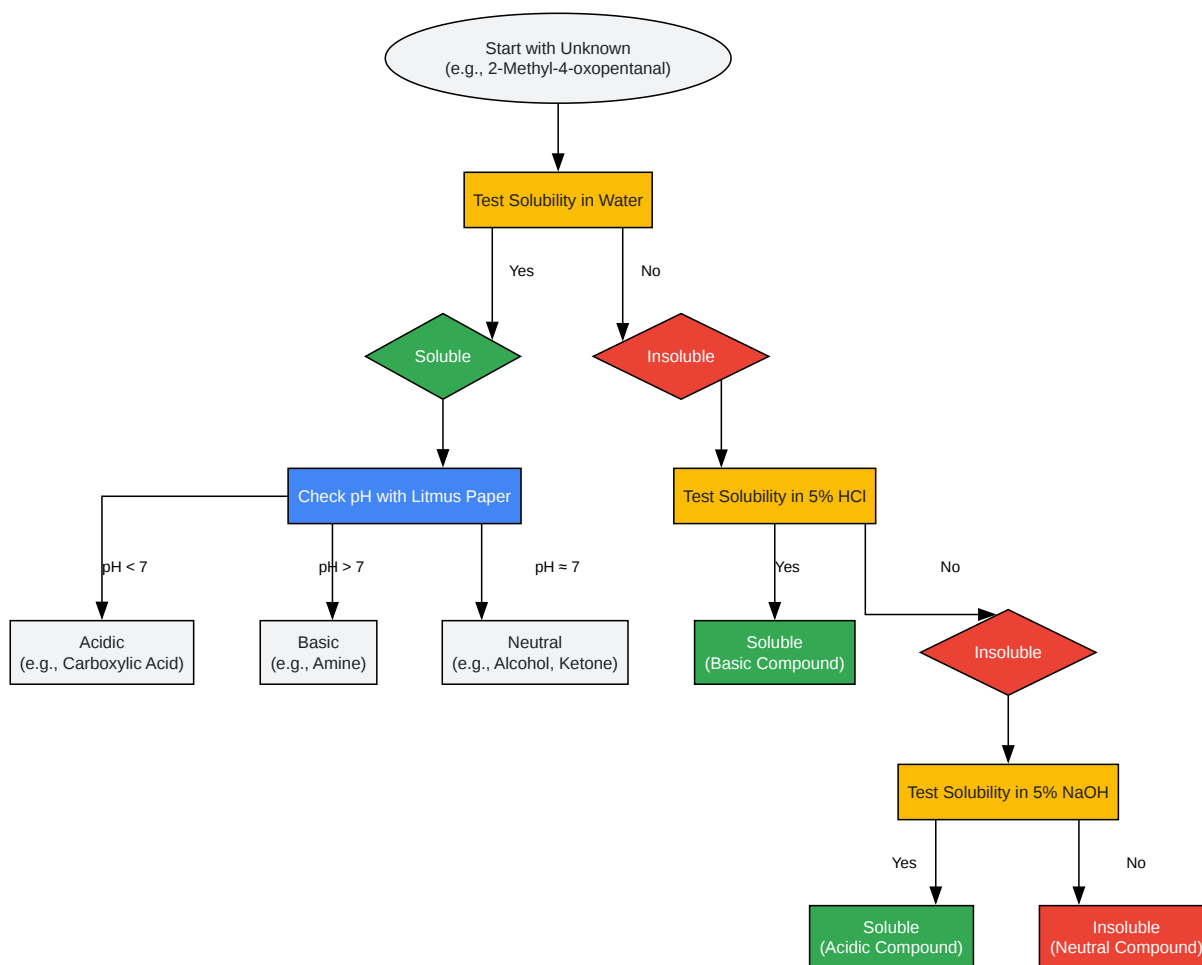 Start with Unknown
(e.g., 2-Methyl-4-oxopentanal)
Test Solubility in Water
Yes
No
Soluble
Insoluble
Check pH with Litmus Paper
Test Solubility in 5% HCl
pH < 7
pH > 7
pH ≈ 7
Yes
No
Acidic
(e.g., Carboxylic Acid)
Basic
(e.g., Amine)
Neutral
(e.g., Alcohol, Ketone)
Soluble
(Basic Compound)
Insoluble
Test Solubility in 5% NaOH
Yes
No
Soluble
(Acidic Compound)
Insoluble
(Neutral Compound)